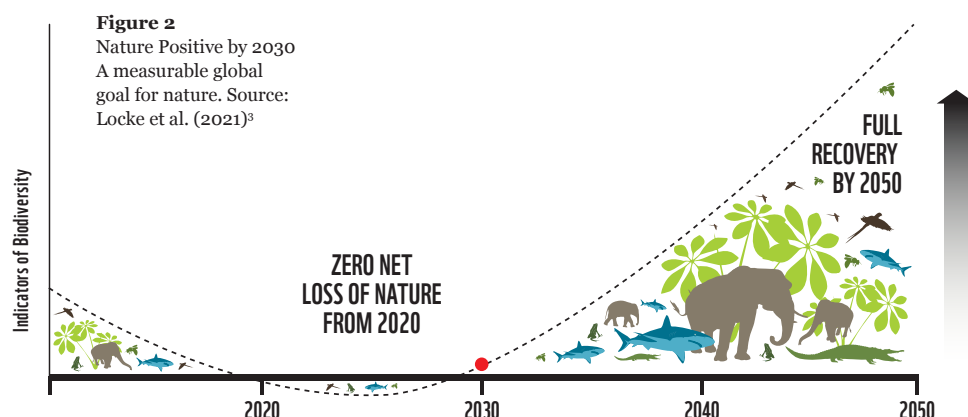 Figure 2
Nature Positive by 2030
A measurable global
goal for nature. Source:
Locke et al. (2021)³
FULL
RECOVERY
BY 2050
Indicators of Biodiversity
ZERO NET
LOSS OF NATURE
FROM 2020
2020
2030
2040
2050